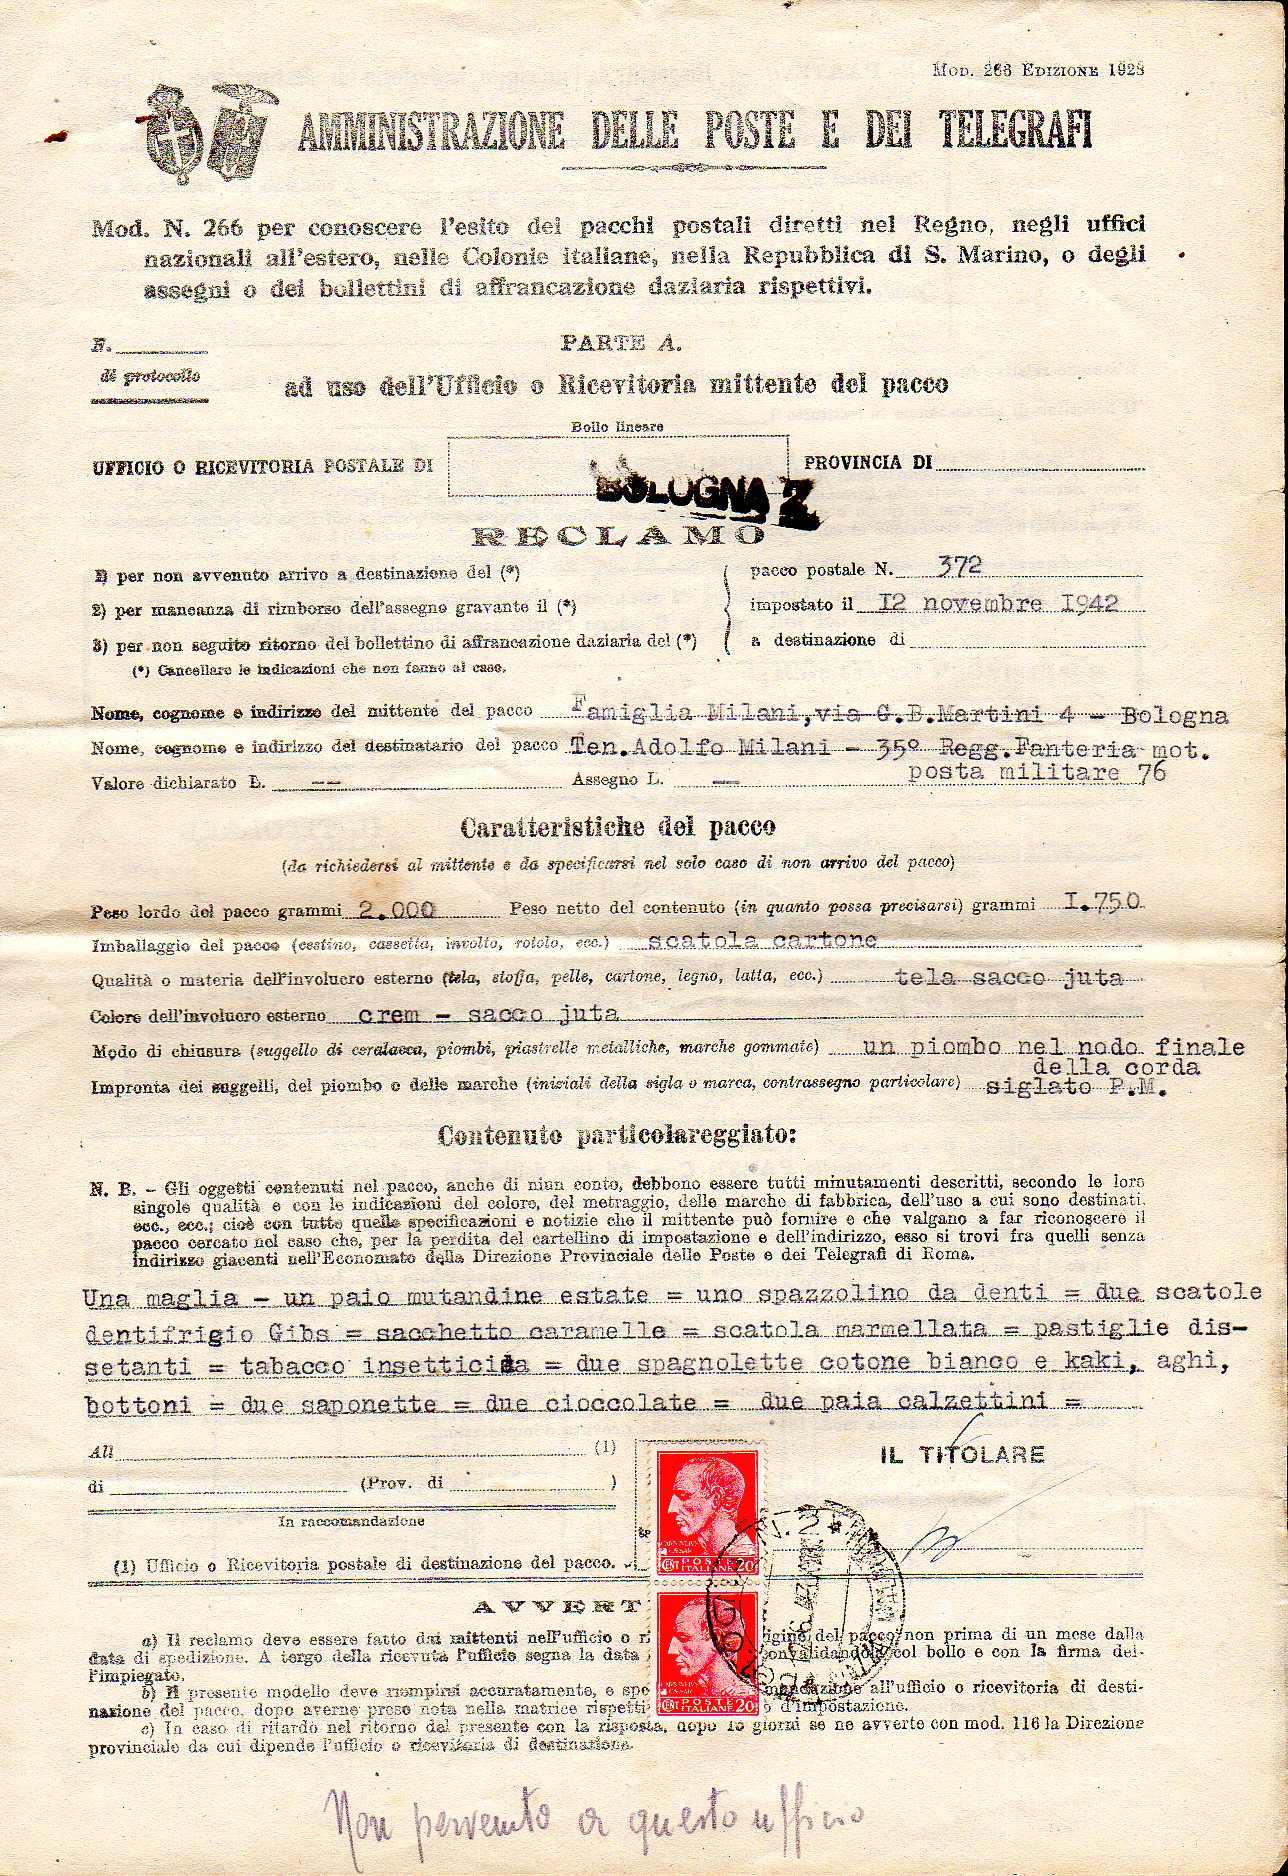 MOD. 266 EDIZIONE 1928
AMMINISTRAZIONE DELLE POSTE E DEI TELEGRAFI
Mod. N. 266 per conoscere l'esito dei pacchi postali diretti nel Regno, negli uffici
nazionali all'estero, nelle Colonie italiane, nella Repubblica di S. Marino, o degli
assegni o dei bollettini di affrancazione daziaria rispettivi.
PARTE A.
di protocollo
ad uso dell'Ufficio o Ricevitoria mittente del pacco
Bollo lineare
UFFICIO O RICEVITORIA POSTALE DI BOLOGNA 2 PROVINCIA DI
RECLAMO
1) per non avvenuto arrivo a destinazione del (*) pacco postale N. 372
2) per mancanza di rimborso dell'assegno gravante il (*) impostato il 12 novembre 1942
3) per non seguito ritorno del bollettino di affrancazione daziaria del (*) a destinazione di
(*) Cancellare le indicazioni che non fanno al caso.
Nome, cognome e indirizzo del mittente del pacco Famiglia Milani,via G.B.Martini 4 - Bologna
Nome, cognome e indirizzo del destinatario del pacco Ten.Adolfo Milani - 35° Regg.Fanteria mot.
posta militare 76
Valore dichiarato L. -- Assegno L. --
Caratteristiche del pacco
(da richiedersi al mittente e da specificarsi nel solo caso di non arrivo del pacco)
Peso lordo del pacco grammi 2.000 Peso netto del contenuto (in quanto possa precisarsi) grammi 1.750
Imballaggio del pacco (cestino, cassetta, involto, rotolo, ecc.) scatola cartone
Qualità o materia dell'involucro esterno (tela, stoffa, pelle, cartone, legno, latta, ecc.) tela sacco juta
Colore dell'involucro esterno crem - sacco juta
Modo di chiusura (suggello di ceralacca, piombi, piastrelle metalliche, marche gommate) un piombo nel nodo finale
della corda
Impronta dei suggelli, del piombo o delle marche (iniziali della sigla o marca, contrassegno particolare) siglato P.M.
Contenuto particolareggiato:
N. B. - Gli oggetti contenuti nel pacco, anche di niun conto, debbono essere tutti minutamenti descritti, secondo le loro
singole qualità e con le indicazioni del colore, del metraggio, delle marche di fabbrica, dell'uso a cui sono destinati,
ecc., ecc.; cioè con tutte quelle specificazioni e notizie che il mittente può fornire e che valgano a far riconoscere il
pacco cercato nel caso che, per la perdita del cartellino di impostazione e dell'indirizzo, esso si trovi fra quelli senza
indirizzo giacenti nell'Economato della Direzione Provinciale delle Poste e dei Telegrafi di Roma.
Una maglia - un paio mutandine estate = uno spazzolino da denti = due scatole
dentifrigio Gibs = sacchetto caramelle = scatola marmellata = pastiglie dis-
setanti = tabacco insetticida = due spagnolette cotone bianco e kaki, aghi,
bottoni = due saponette = due cioccolate = due paia calzettini =
All (1)
IL TITOLARE
di (Prov. di )
In raccomandazione
(1) Ufficio o Ricevitoria postale di destinazione del pacco.
CENT POSTE ITALIANE 20
CENT POSTE ITALIANE 20
AVVERT
a) Il reclamo deve essere fatto dai mittenti nell'ufficio o del pacco non prima di un mese dalla
data di spedizione. A tergo della ricevuta l'ufficio segna la data convalidandola col bollo e con la firma del-
l'impiegato.
b) Il presente modello deve riempirsi accuratamente, e all'ufficio o ricevitoria di desti-
nazione del pacco, dopo averne preso nota nella matrice d'impostazione.
c) In caso di ritardo nel ritorno del presente con la risposta, dopo 15 giorni se ne avverte con mod. 116 la Direzione
provinciale da cui dipende l'ufficio o ricevitoria di destinazione.
Non pervenuto a questo ufficio